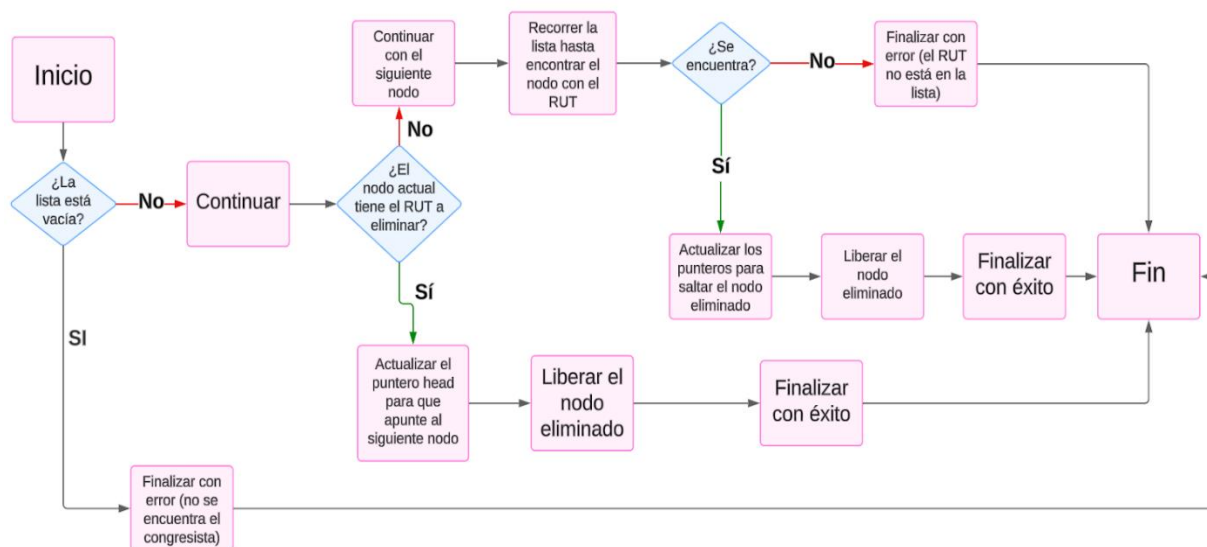 Inicio
¿La
lista está
vacía?
No
SI
Continuar
¿El
nodo actual
tiene el RUT a
eliminar?
No
Sí
Continuar
con el
siguiente
nodo
Recorrer la
lista hasta
encontrar el
nodo con el
RUT
¿Se
encuentra?
No
Sí
Finalizar con
error (el RUT
no está en la
lista)
Actualizar los
punteros para
saltar el nodo
eliminado
Liberar el
nodo
eliminado
Finalizar
con éxito
Fin
Actualizar el
puntero head
para que
apunte al
siguiente nodo
Liberar el
nodo
eliminado
Finalizar
con éxito
Finalizar con
error (no se
encuentra el
congresista)